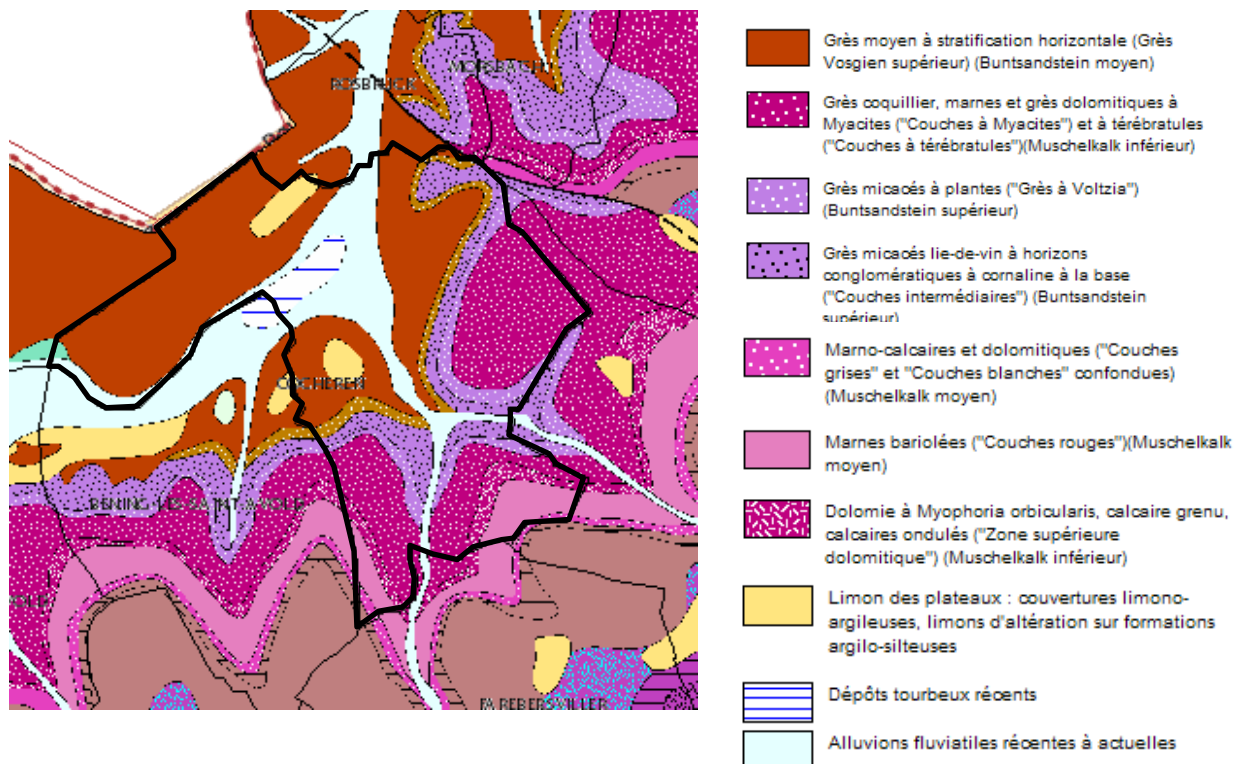 ROSBRUCK
MORSBACH
COCHEREN
BENING-LES-SAINT-AVOLD
FAREBERSVILLER
Grès moyen à stratification horizontale (Grès
Vosgien supérieur) (Buntsandstein moyen)
Grès coquillier, marnes et grès dolomitiques à
Myacites ("Couches à Myacites") et à térébratules
("Couches à térébratules")(Muschelkalk inférieur)
Grès micacés à plantes ("Grès à Voltzia")
(Buntsandstein supérieur)
Grès micacés lie-de-vin à horizons
conglomératiques à cornaline à la base
("Couches intermédiaires") (Buntsandstein
supérieur)
Marno-calcaires et dolomitiques ("Couches
grises" et "Couches blanches" confondues)
(Muschelkalk moyen)
Marnes bariolées ("Couches rouges")(Muschelkalk
moyen)
Dolomie à Myophoria orbicularis, calcaire grenu,
calcaires ondulés ("Zone supérieure
dolomitique") (Muschelkalk inférieur)
Limon des plateaux : couvertures limono-
argileuses, limons d'altération sur formations
argilo-silteuses
Dépôts tourbeux récents
Alluvions fluviatiles récentes à actuelles